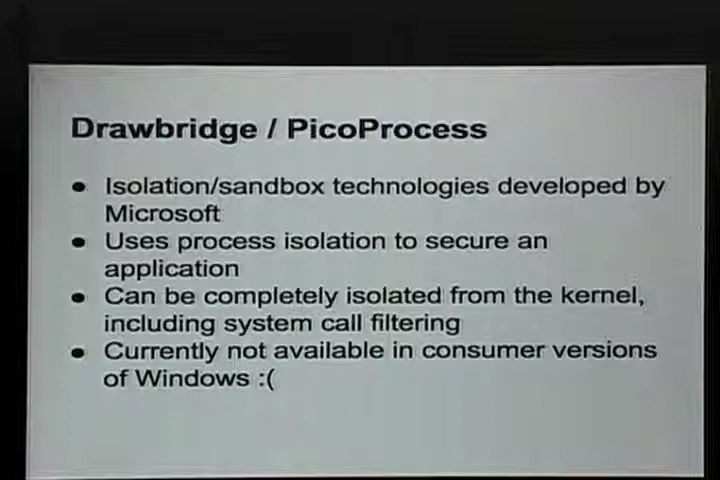 Drawbridge / PicoProcess
● Isolation/sandbox technologies developed by
Microsoft
● Uses process isolation to secure an
application
● Can be completely isolated from the kernel,
including system call filtering
● Currently not available in consumer versions
of Windows :(